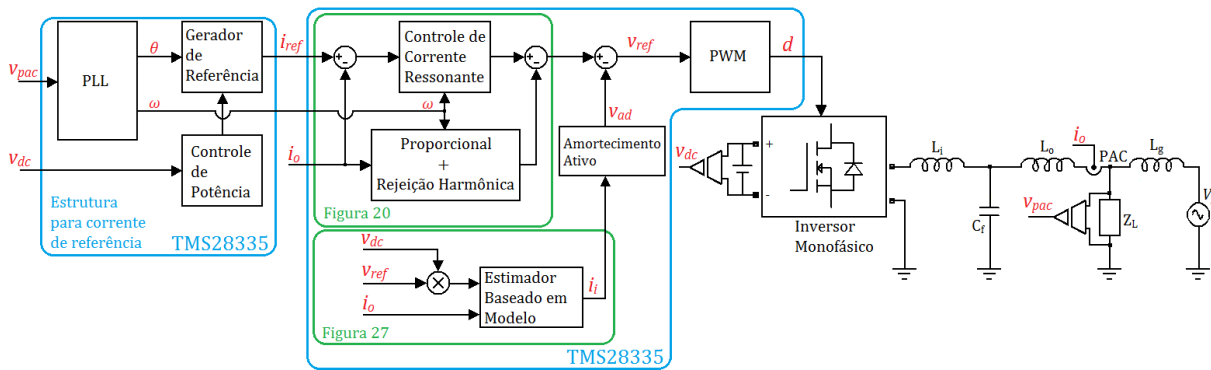 v_pac
PLL
θ
ω
Gerador
de
Referência
i_ref
v_dc
Controle
de
Potência
Estrutura
para corrente
de referência
TMS28335
+
-
Controle de
Corrente
Ressonante
ω
i_o
Proporcional
+
Rejeição Harmônica
+
-
Figura 20
+
-
v_ref
v_ad
Amortecimento
Ativo
PWM
d
v_dc
v_ref
i_o
×
Estimador
Baseado em
Modelo
i_i
Figura 27
TMS28335
v_dc
+
-
Inversor
Monofásico
L_i
C_f
L_o
i_o
PAC
L_g
v_pac
Z_L
V